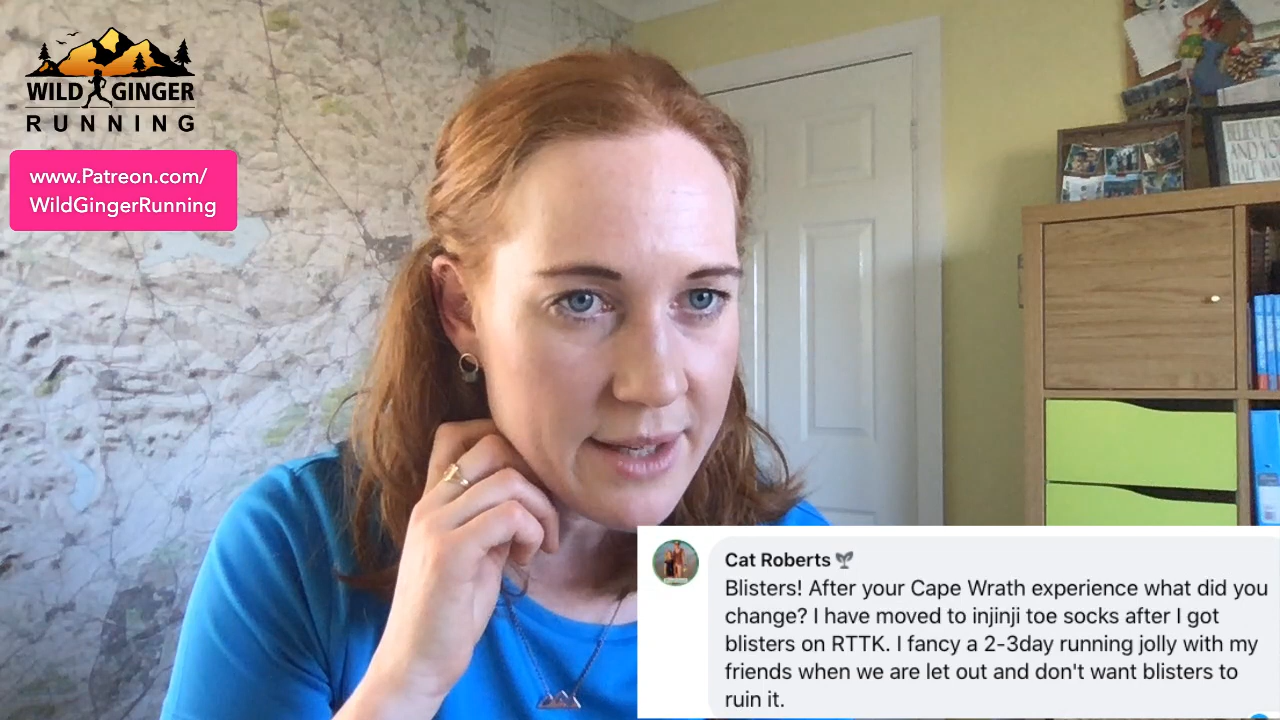 WILD GINGER
RUNNING
www.Patreon.com/
WildGingerRunning
Cat Roberts
Blisters! After your Cape Wrath experience what did you
change? I have moved to injinji toe socks after I got
blisters on RTTK. I fancy a 2-3day running jolly with my
friends when we are let out and don't want blisters to
ruin it.